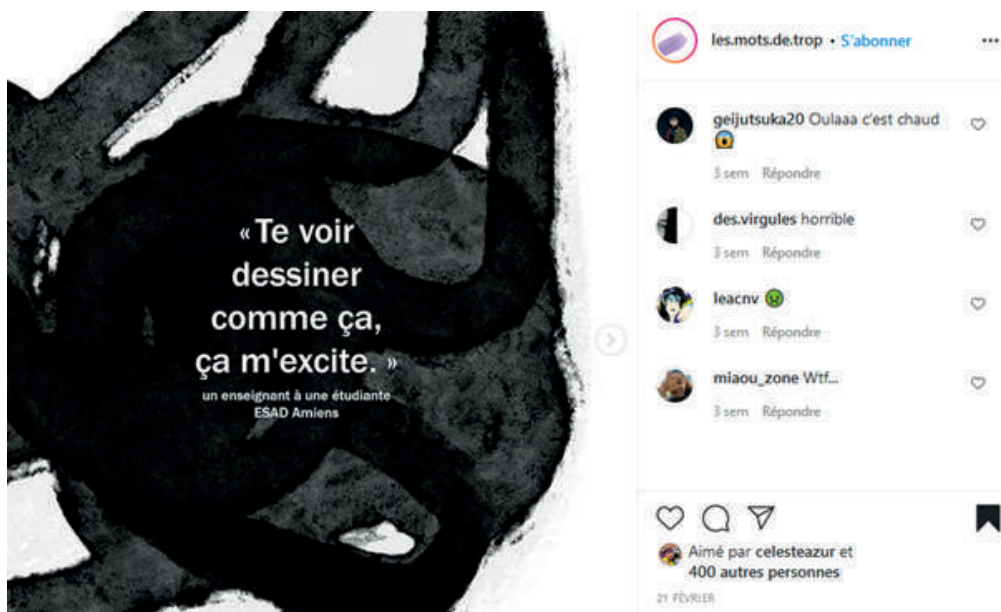 «Te voir
dessiner
comme ça,
ça m'excite. »
un enseignant à une étudiante
ESAD Amiens
les.mots.de.trop • S'abonner
geijutsuka20 Oulaaa c'est chaud
3 sem Répondre
des.virgules horrible
3 sem Répondre
leacnv
3 sem Répondre
miaou_zone Wtf...
3 sem Répondre
Aimé par celesteazur et
400 autres personnes
21 FÉVRIER